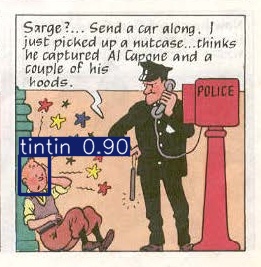 Sarge?... Send a car along. I
just picked up a nutcase...thinks
he captured Al Capone and a
couple of his
hoods.
POLICE
tintin 0.90